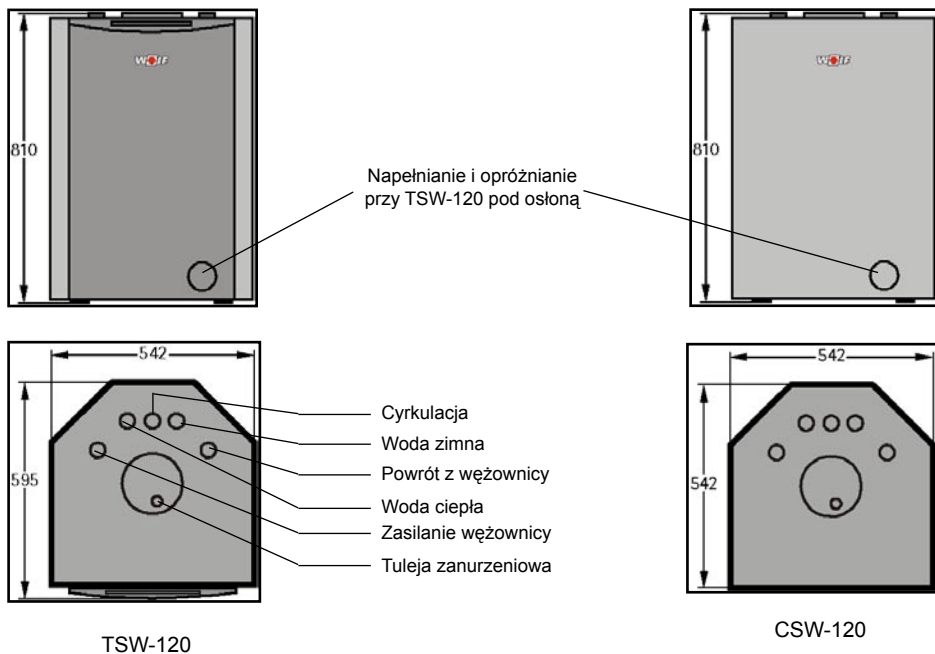 WOLF
810
WOLF
810
Napełnianie i opróżnianie
przy TSW-120 pod osłoną
542
595
Cyrkulacja
Woda zimna
Powrót z wężownicy
Woda ciepła
Zasilanie wężownicy
Tuleja zanurzeniowa
542
542
TSW-120
CSW-120